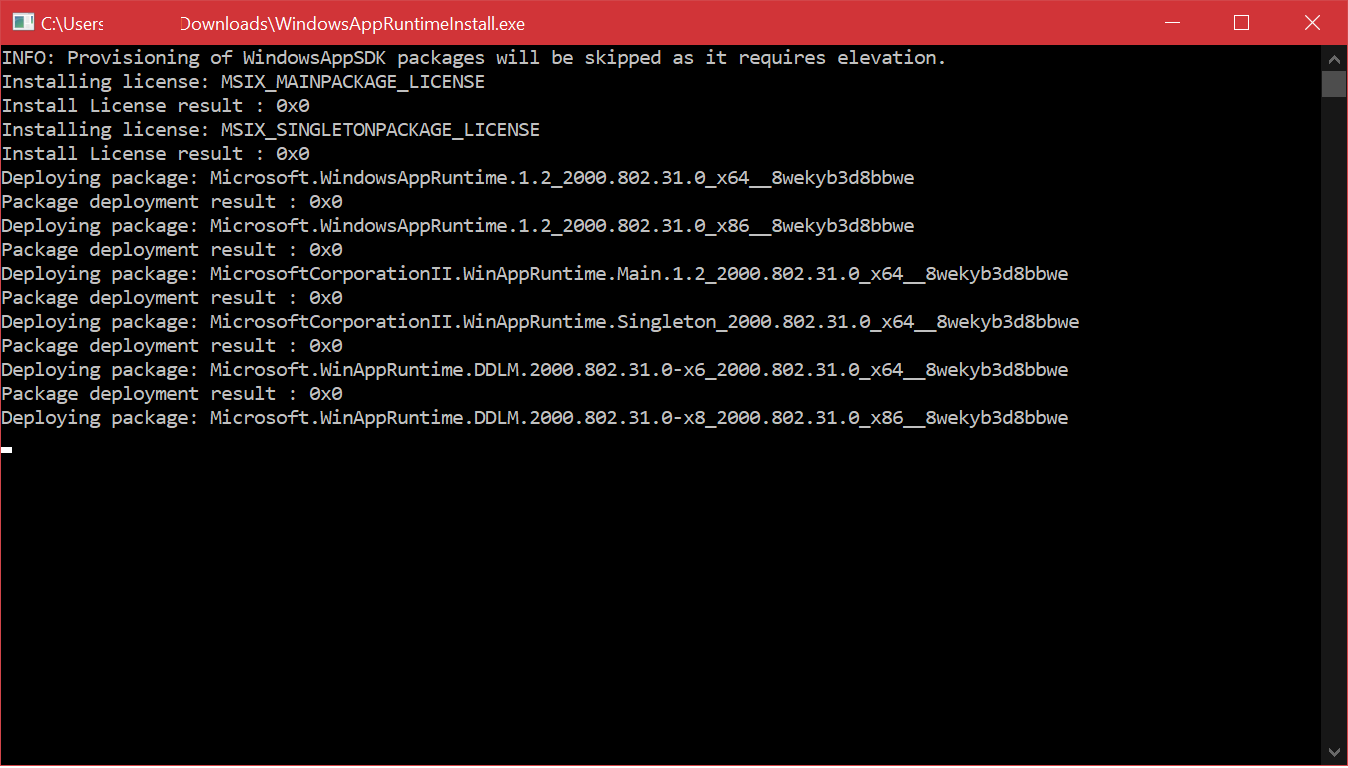 C:\Users Downloads\WindowsAppRuntimeInstall.exe
INFO: Provisioning of WindowsAppSDK packages will be skipped as it requires elevation.
Installing license: MSIX_MAINPACKAGE_LICENSE
Install License result : 0x0
Installing license: MSIX_SINGLETONPACKAGE_LICENSE
Install License result : 0x0
Deploying package: Microsoft.WindowsAppRuntime.1.2_2000.802.31.0_x64__8wekyb3d8bbwe
Package deployment result : 0x0
Deploying package: Microsoft.WindowsAppRuntime.1.2_2000.802.31.0_x86__8wekyb3d8bbwe
Package deployment result : 0x0
Deploying package: MicrosoftCorporationII.WinAppRuntime.Main.1.2_2000.802.31.0_x64__8wekyb3d8bbwe
Package deployment result : 0x0
Deploying package: MicrosoftCorporationII.WinAppRuntime.Singleton_2000.802.31.0_x64__8wekyb3d8bbwe
Package deployment result : 0x0
Deploying package: Microsoft.WinAppRuntime.DDLM.2000.802.31.0-x6_2000.802.31.0_x64__8wekyb3d8bbwe
Package deployment result : 0x0
Deploying package: Microsoft.WinAppRuntime.DDLM.2000.802.31.0-x8_2000.802.31.0_x86__8wekyb3d8bbwe